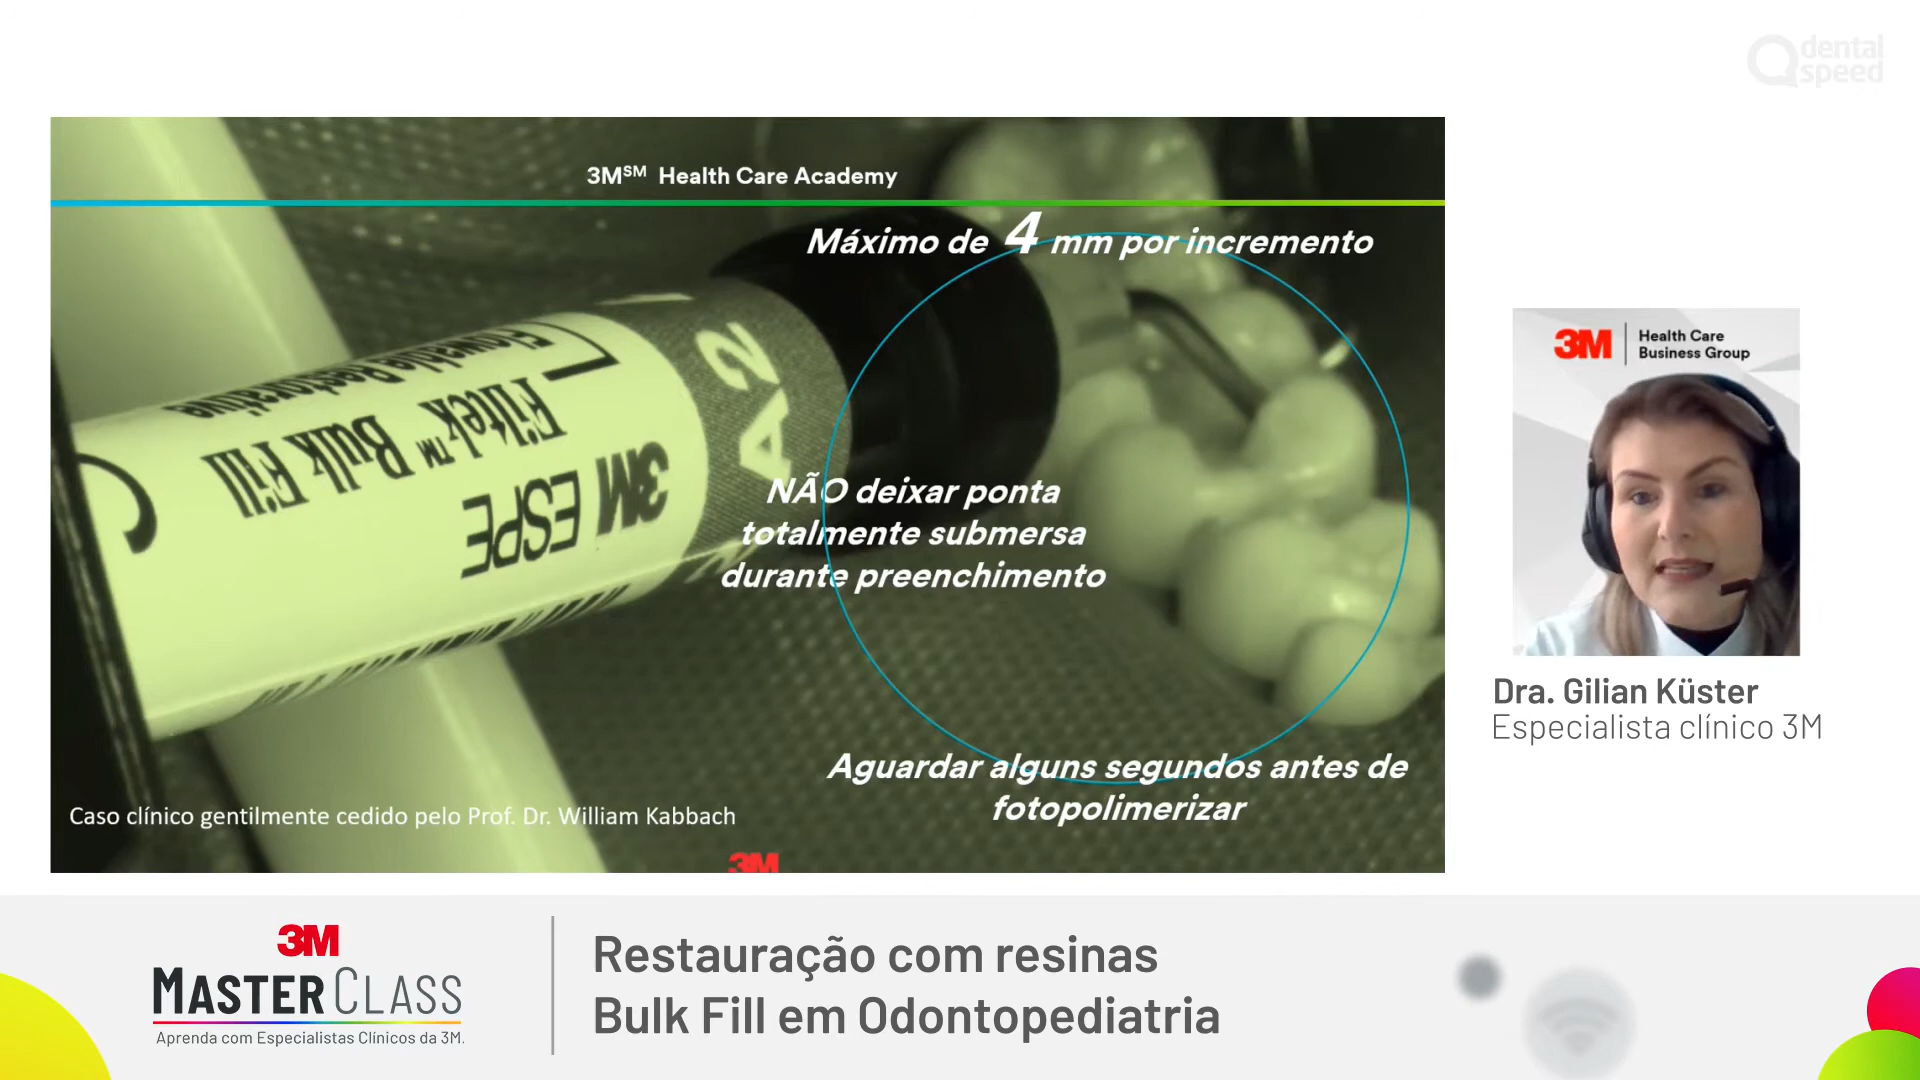 dental
speed
3M℠ Health Care Academy
Máximo de 4 mm por incremento
A2
Flowable Restorative
Filtek™ Bulk Fill
3M ESPE
NÃO deixar ponta
totalmente submersa
durante preenchimento
Aguardar alguns segundos antes de
fotopolimerizar
Caso clínico gentilmente cedido pelo Prof. Dr. William Kabbach
3M
3M
Health Care
Business Group
Dra. Gilian Küster
Especialista clínico 3M
3M
MASTERCLASS
Aprenda com Especialistas Clínicos da 3M.
Restauração com resinas
Bulk Fill em Odontopediatria